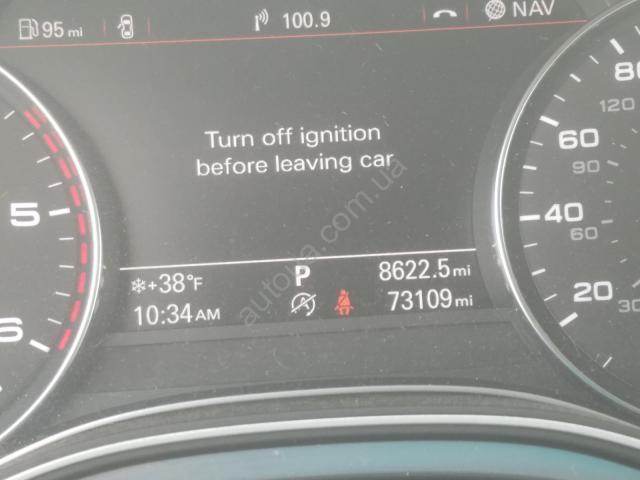 95 mi 100.9 NAV
Turn off ignition
before leaving car
+38°F P 8622.5 mi
10:34 AM A 73109 mi
5
6
80
120
60
90
40
60
20
30
autobia.com.ua